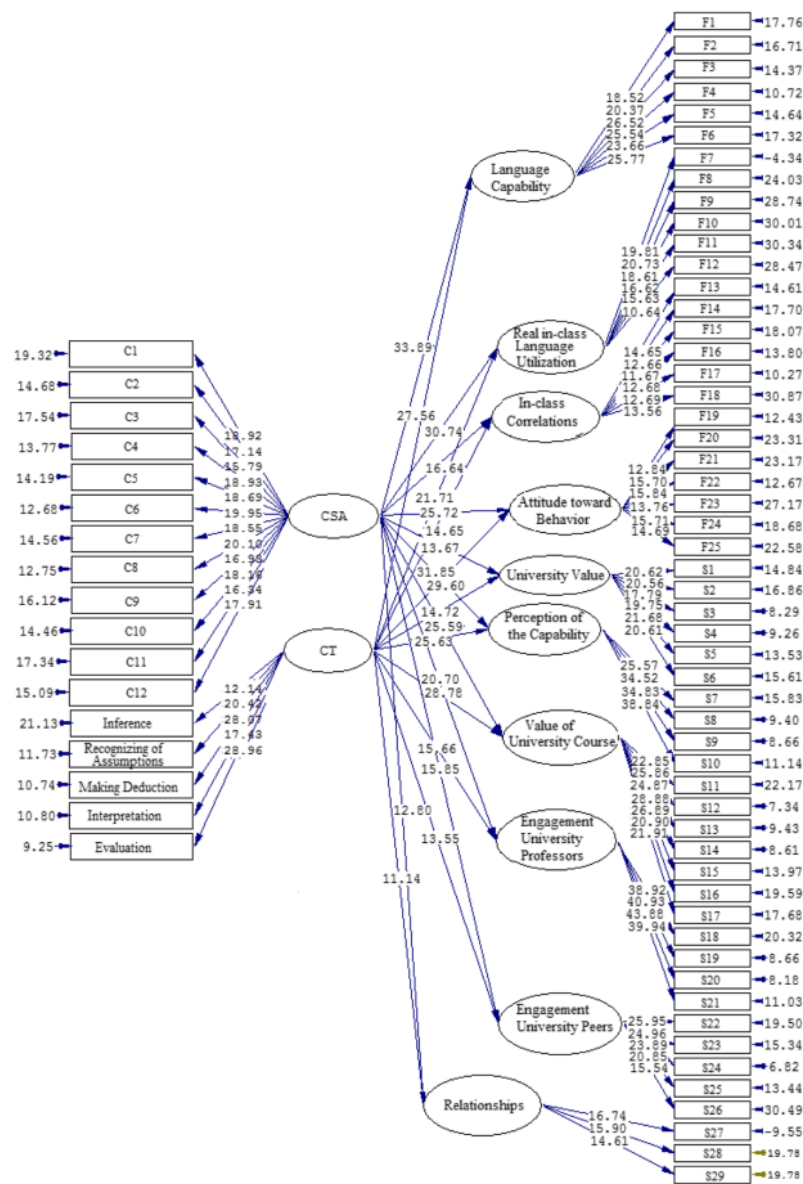 F1
17.76
F2
16.71
F3
14.37
F4
10.72
F5
14.64
F6
17.32
F7
-4.34
F8
24.03
F9
28.74
F10
30.01
F11
30.34
F12
28.47
F13
14.61
F14
17.70
F15
18.07
F16
13.80
F17
10.27
F18
30.87
F19
12.43
F20
23.31
F21
23.17
F22
12.67
F23
27.17
F24
18.68
F25
22.58
S1
14.84
S2
16.86
S3
8.29
S4
9.26
S5
13.53
S6
15.61
S7
15.83
S8
9.40
S9
8.66
S10
11.14
S11
22.17
S12
7.34
S13
9.43
S14
8.61
S15
13.97
S16
19.59
S17
17.68
S18
20.32
S19
8.66
S20
8.18
S21
11.03
S22
19.50
S23
15.34
S24
6.82
S25
13.44
S26
30.49
S27
-9.55
S28
19.78
S29
19.78
18.52
20.37
26.52
25.54
23.66
25.77
Language
Capability
19.81
20.73
18.61
16.62
15.63
10.64
Real in-class
Language
Utilization
14.65
12.66
11.67
12.68
12.69
13.56
In-class
Correlations
12.84
15.70
15.84
13.76
15.71
14.69
Attitude toward
Behavior
20.62
20.56
17.79
19.75
21.68
20.61
University Value
25.57
34.52
34.83
38.84
Perception of
the Capability
22.85
25.86
24.87
28.88
26.89
20.90
21.91
Value of
University Course
38.92
40.93
43.88
39.94
Engagement
University
Professors
25.95
24.96
23.89
20.85
15.54
Engagement
University Peers
16.74
15.90
14.61
Relationships
33.89
27.56
30.74
16.64
21.71
25.72
14.65
13.67
31.85
29.60
14.72
25.59
25.63
20.70
28.78
15.66
15.85
12.80
13.55
11.14
CSA
CT
19.32
C1
14.68
C2
17.54
C3
13.77
C4
14.19
C5
12.68
C6
14.56
C7
12.75
C8
16.12
C9
14.46
C10
17.34
C11
15.09
C12
21.13
Inference
11.73
Recognizing of
Assumptions
10.74
Making Deduction
10.80
Interpretation
9.25
Evaluation
17.14
15.79
18.93
18.69
19.95
18.55
20.10
16.34
17.91
12.14
20.42
28.07
28.96